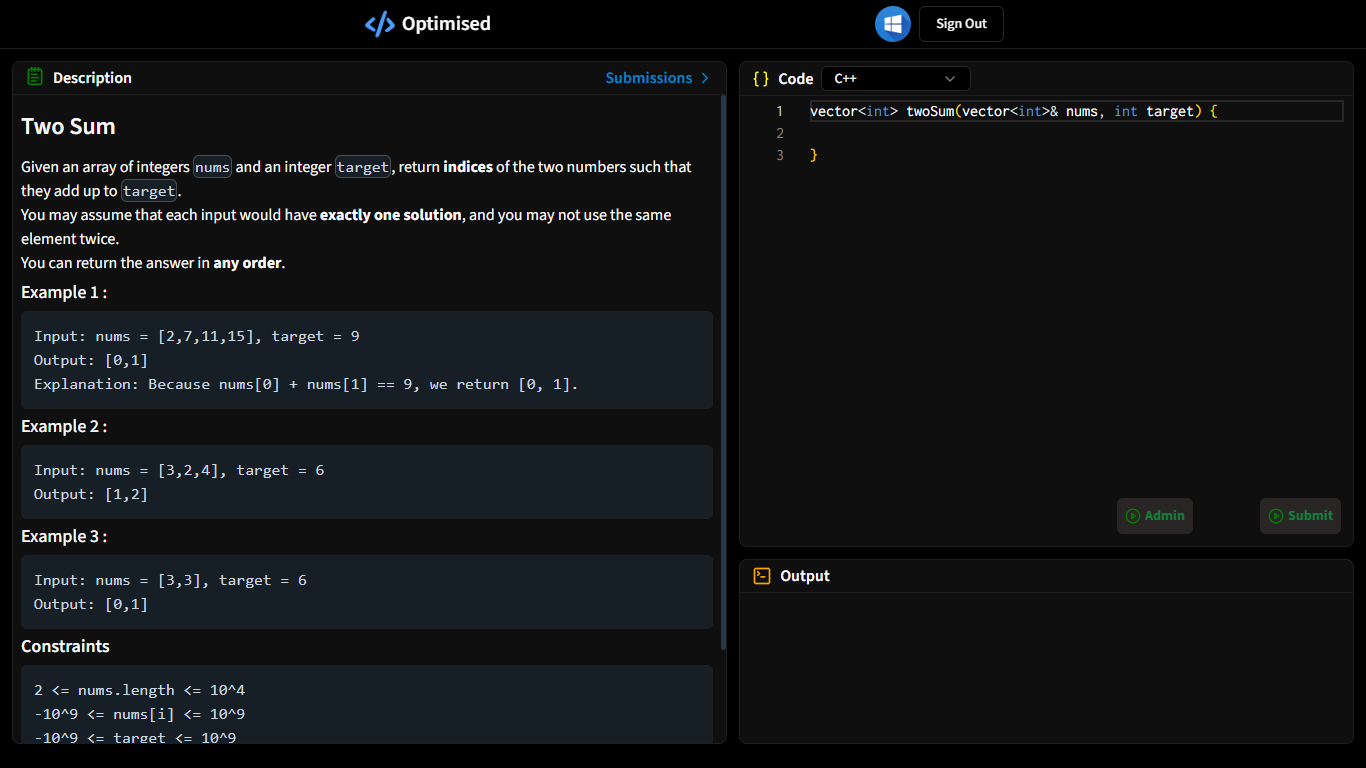 Optimised
Sign Out
Description
Submissions
Two Sum
Given an array of integers nums and an integer target, return indices of the two numbers such that
they add up to target.
You may assume that each input would have exactly one solution, and you may not use the same
element twice.
You can return the answer in any order.
Example 1 :
Input: nums = [2,7,11,15], target = 9
Output: [0,1]
Explanation: Because nums[0] + nums[1] == 9, we return [0, 1].
Example 2 :
Input: nums = [3,2,4], target = 6
Output: [1,2]
Example 3 :
Input: nums = [3,3], target = 6
Output: [0,1]
Constraints
2 <= nums.length <= 10^4
-10^9 <= nums[i] <= 10^9
-10^9 <= target <= 10^9
{} Code C++
1 vector<int> twoSum(vector<int>& nums, int target) {
2
3 }
Admin
Submit
Output